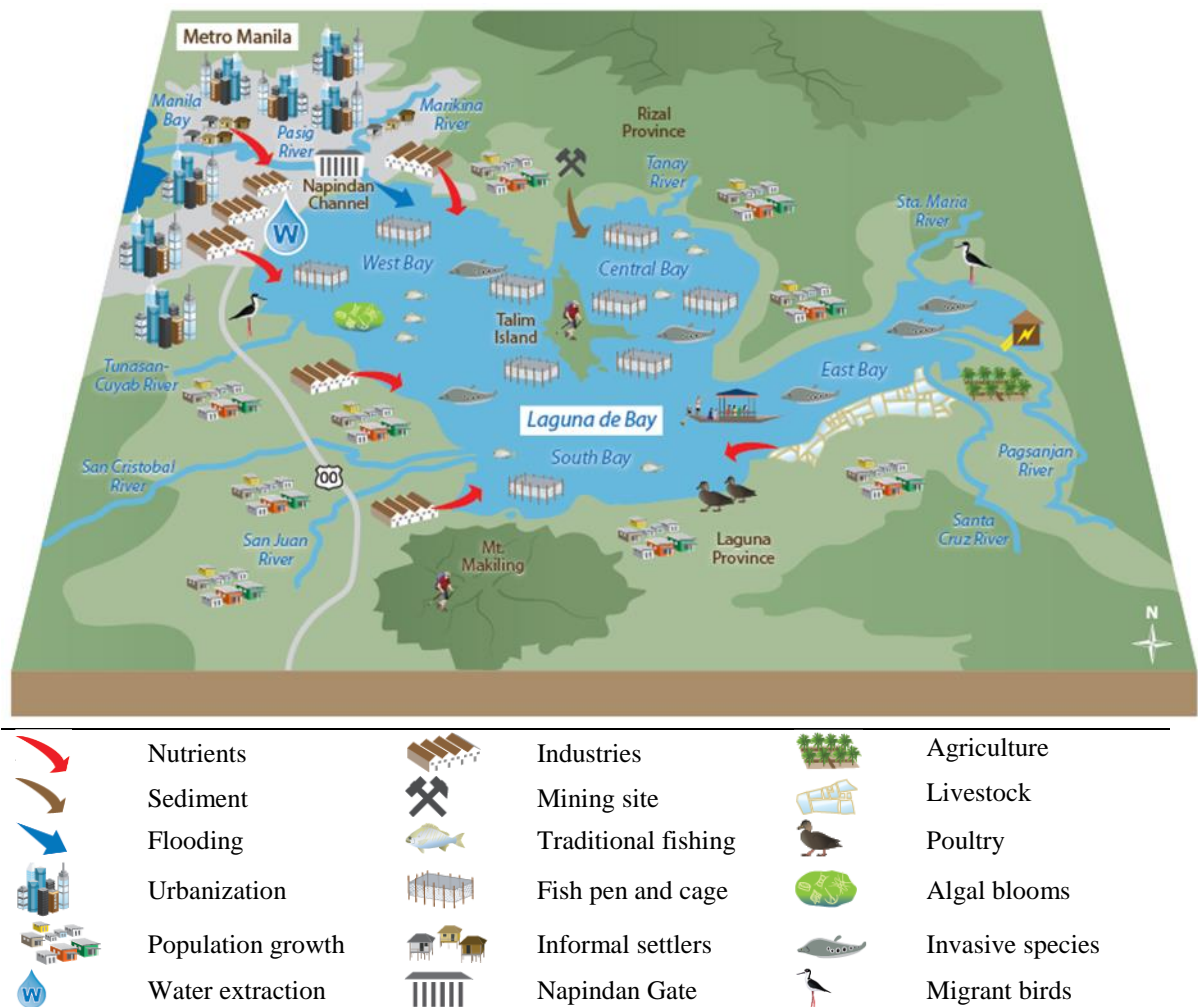 Metro Manila
Manila
Bay
Pasig
River
Marikina
River
Napindan
Channel
Rizal
Province
Tanay
River
Sta. Maria
River
W
West Bay
Central Bay
Talim
Island
East Bay
Tunasan-
Cuyab River
Laguna de Bay
South Bay
San Cristobal
River
00
Pagsanjan
River
San Juan
River
Mt.
Makiling
Laguna
Province
Santa
Cruz River
N
Nutrients
Industries
Agriculture
Sediment
Mining site
Livestock
Flooding
Traditional fishing
Poultry
Urbanization
Fish pen and cage
Algal blooms
Population growth
Informal settlers
Invasive species
W
Water extraction
Napindan Gate
Migrant birds